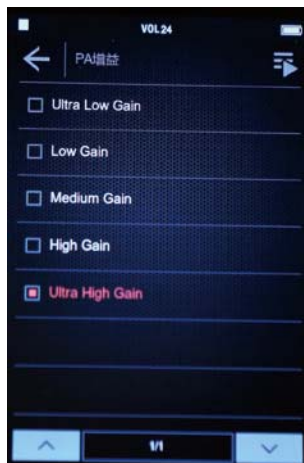 VOL 24
PA增益
Ultra Low Gain
Low Gain
Medium Gain
High Gain
Ultra High Gain
1/1